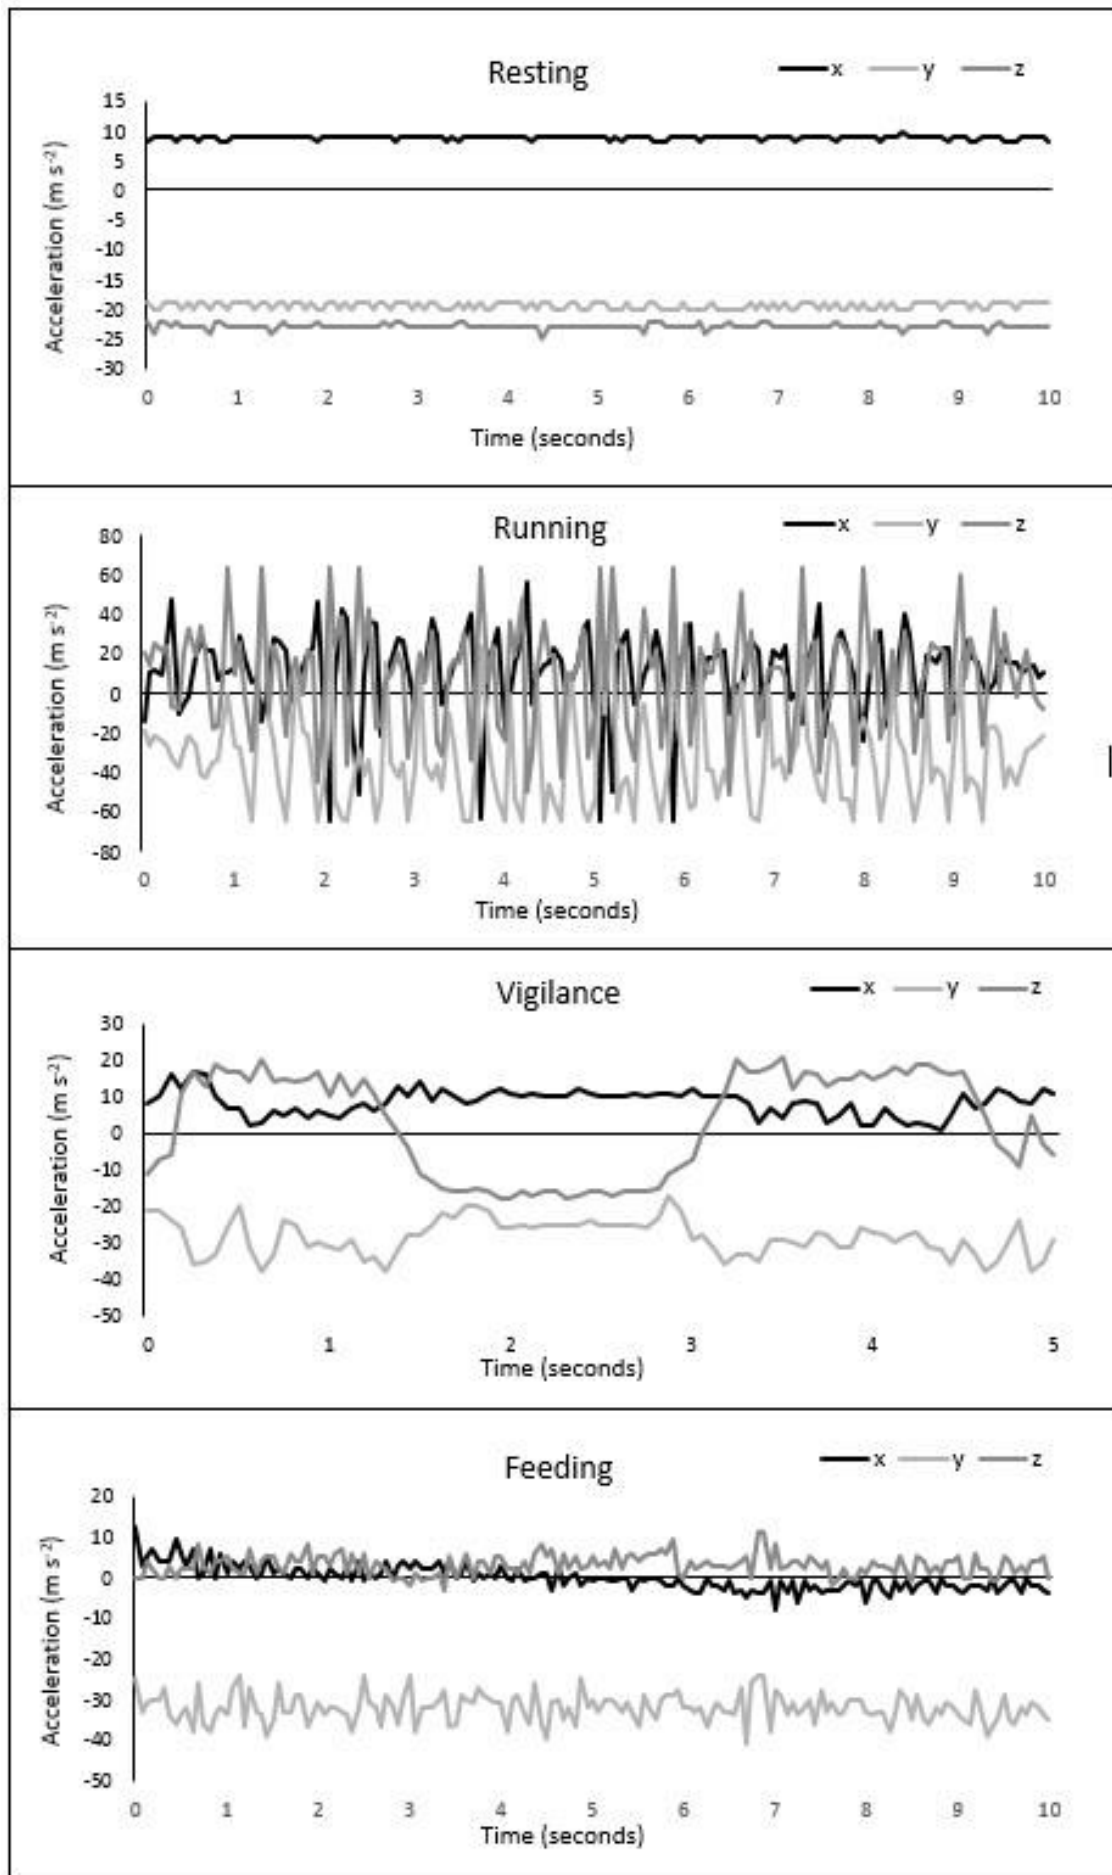 Resting
x y z
Acceleration (m s-2)
15
10
5
0
-5
-10
-15
-20
-25
-30
0 1 2 3 4 5 6 7 8 9 10
Time (seconds)
Running
x y z
Acceleration (m s-2)
80
60
40
20
0
-20
-40
-60
-80
0 1 2 3 4 5 6 7 8 9 10
Time (seconds)
Vigilance
x y z
Acceleration (m s-2)
30
20
10
0
-10
-20
-30
-40
-50
0 1 2 3 4 5
Time (seconds)
Feeding
x y z
Acceleration (m s-2)
20
10
0
-10
-20
-30
-40
-50
0 1 2 3 4 5 6 7 8 9 10
Time (seconds)